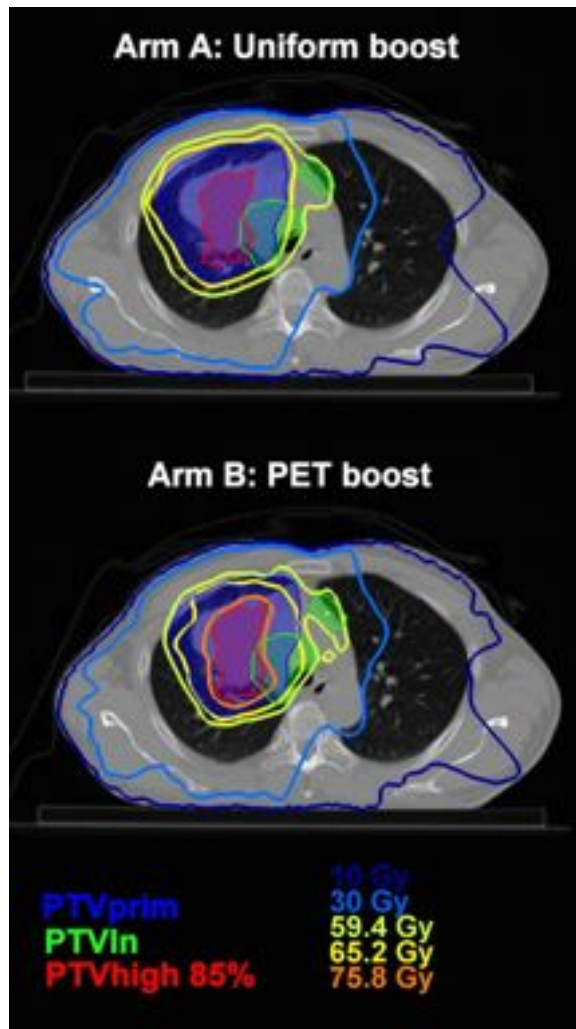 Arm A: Uniform boost
Arm B: PET boost
10 Gy
PTVprim
30 Gy
59.4 Gy
PTVln
65.2 Gy
PTVhigh 85%
75.8 Gy